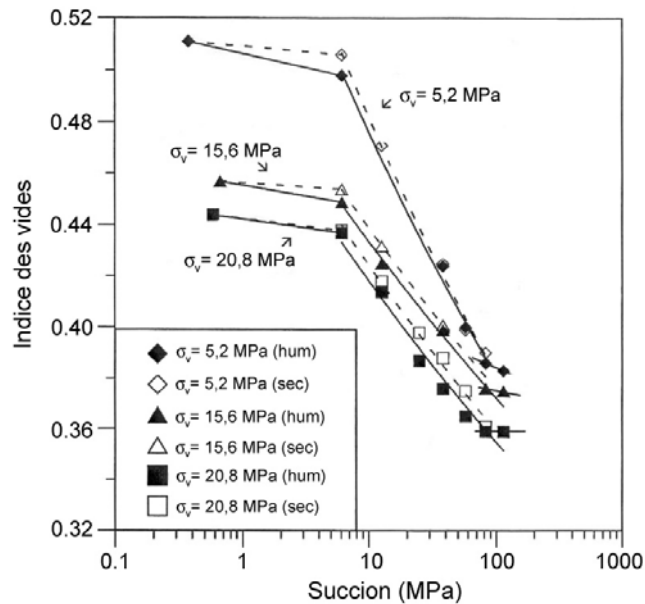 0.52
0.48
0.44
0.40
0.36
0.32
Indice des vides
σv= 5,2 MPa
σv= 15,6 MPa
σv= 20,8 MPa
σv= 5,2 MPa (hum)
σv= 5,2 MPa (sec)
σv= 15,6 MPa (hum)
σv= 15,6 MPa (sec)
σv= 20,8 MPa (hum)
σv= 20,8 MPa (sec)
0.1 1 10 100 1000
Succion (MPa)